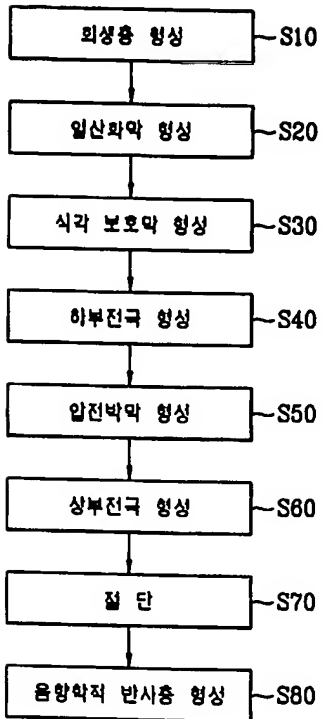 희생층 형성
S10
일산화막 형성
S20
식각 보호막 형성
S30
하부전극 형성
S40
압전박막 형성
S50
상부전극 형성
S60
절 단
S70
음향학적 반사층 형성
S80